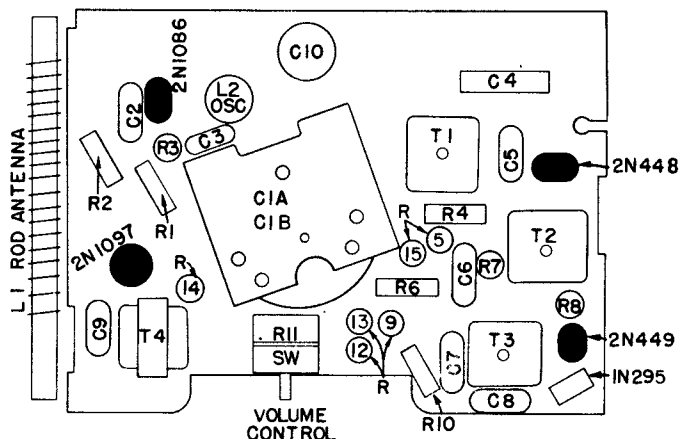 2N1086
C10
C4
C2
L2
OSC
R3
C3
T1
C5
2N448
R2
R1
C1A
C1B
R
R4
15
5
T2
L1 ROD ANTENNA
2N1097
R
14
C6
R7
R6
R8
C9
T4
R11
SW
13
9
12
R
C7
T3
2N449
1N295
R10
C8
VOLUME
CONTROL